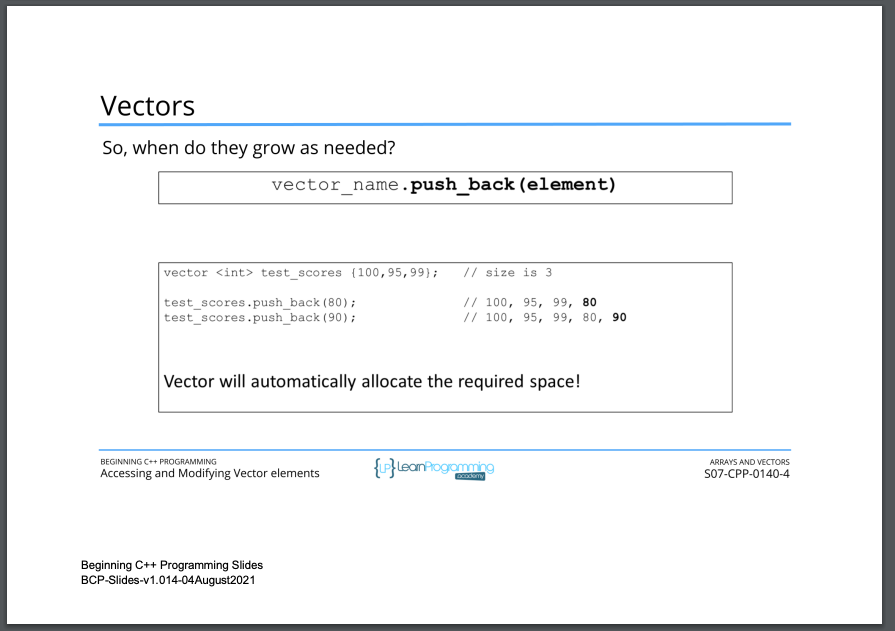 Vectors
So, when do they grow as needed?
vector_name.push_back(element)
vector <int> test_scores {100,95,99};   // size is 3
test_scores.push_back(80);   // 100, 95, 99, 80
test_scores.push_back(90);   // 100, 95, 99, 80, 90
Vector will automatically allocate the required space!
BEGINNING C++ PROGRAMMING
Accessing and Modifying Vector elements
{LP} LearnProgramming
academy
ARRAYS AND VECTORS
S07-CPP-0140-4
Beginning C++ Programming Slides
BCP-Slides-v1.014-04August2021